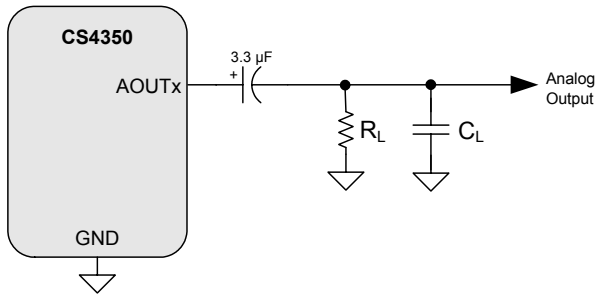 CS4350
3.3 µF
+
AOUTx
Analog
Output
RL
CL
GND